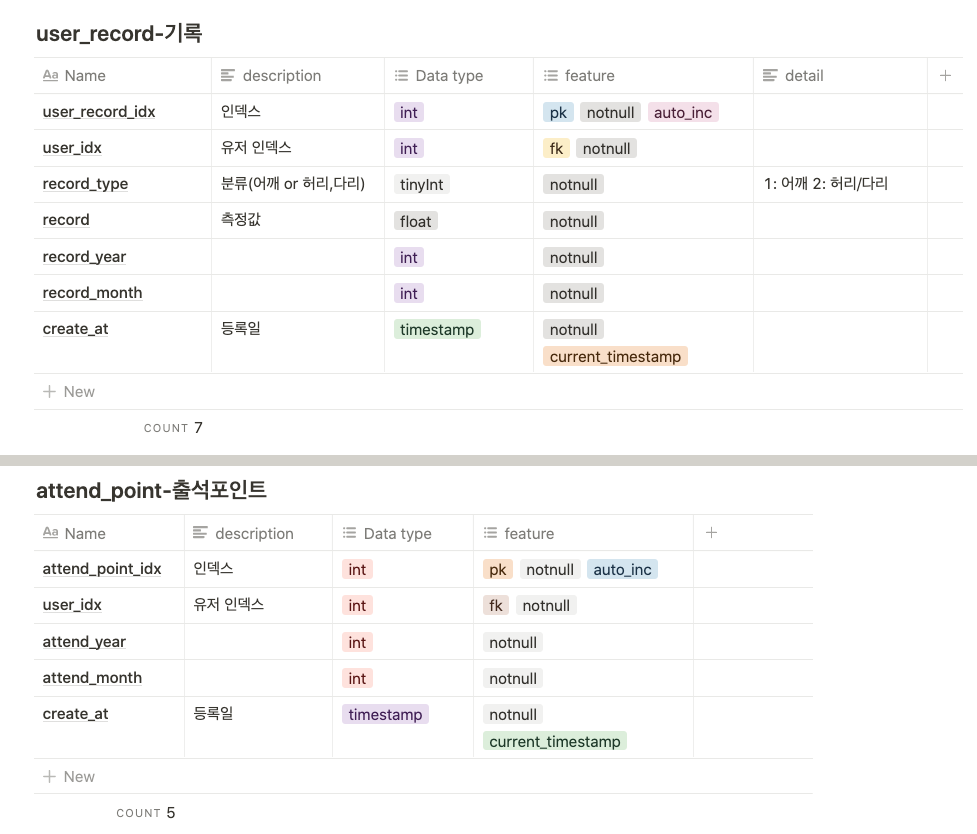 user_record-기록
Aa Name description Data type feature detail +
user_record_idx 인덱스 int pk notnull auto_inc
user_idx 유저 인덱스 int fk notnull
record_type 분류(어깨 or 허리,다리) tinyInt notnull 1: 어깨 2: 허리/다리
record 측정값 float notnull
record_year int notnull
record_month int notnull
create_at 등록일 timestamp notnull
current_timestamp
+ New
COUNT 7
attend_point-출석포인트
Aa Name description Data type feature +
attend_point_idx 인덱스 int pk notnull auto_inc
user_idx 유저 인덱스 int fk notnull
attend_year int notnull
attend_month int notnull
create_at 등록일 timestamp notnull
current_timestamp
+ New
COUNT 5